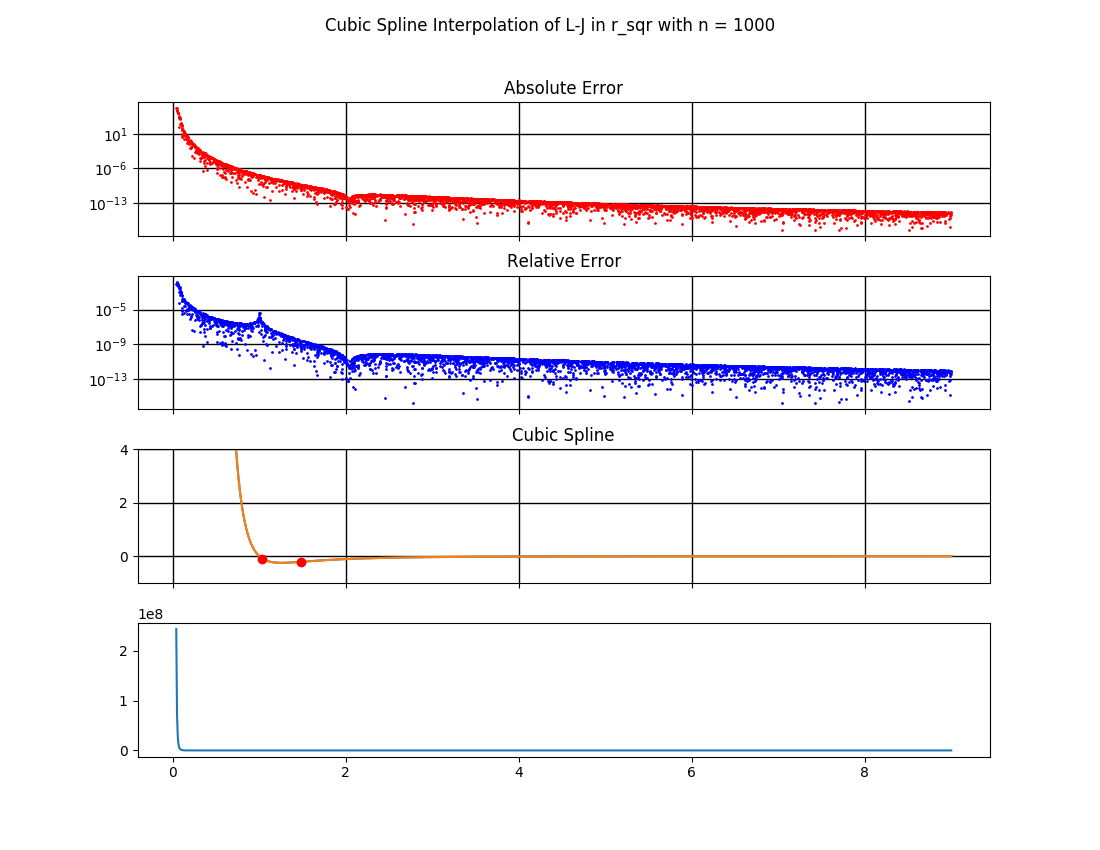 Cubic Spline Interpolation of L-J in r_sqr with n = 1000
Absolute Error
10^1
10^-6
10^-13
Relative Error
10^-5
10^-9
10^-13
Cubic Spline
4
2
0
1e8
2
1
0
0 2 4 6 8